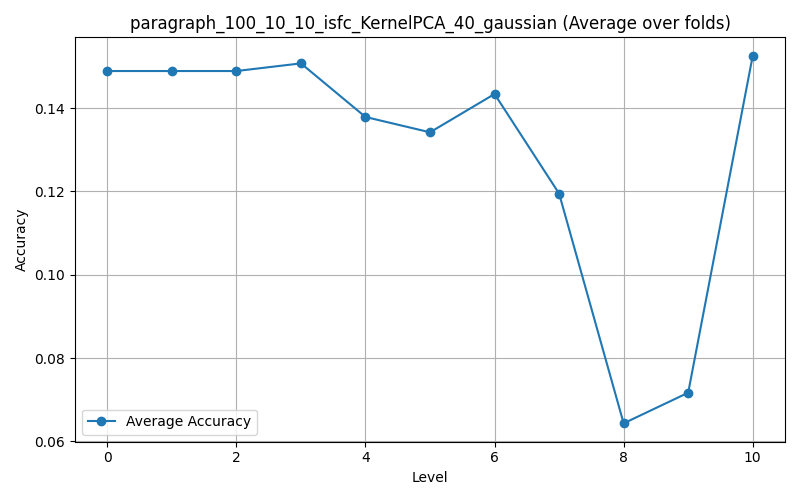 paragraph_100_10_10_isfc_KernelPCA_40_gaussian (Average over folds)
Accuracy
0.14
0.12
0.10
0.08
0.06
Average Accuracy
0 2 4 6 8 10
Level